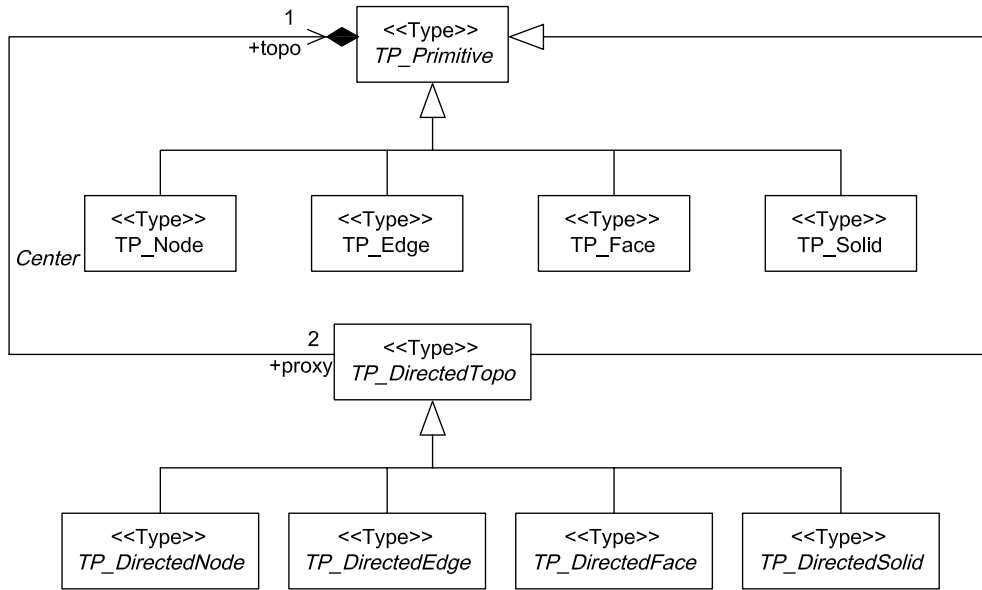 1
+topo
<<Type>>
TP_Primitive
<<Type>>
TP_Node
<<Type>>
TP_Edge
<<Type>>
TP_Face
<<Type>>
TP_Solid
Center
2
+proxy
<<Type>>
TP_DirectedTopo
<<Type>>
TP_DirectedNode
<<Type>>
TP_DirectedEdge
<<Type>>
TP_DirectedFace
<<Type>>
TP_DirectedSolid